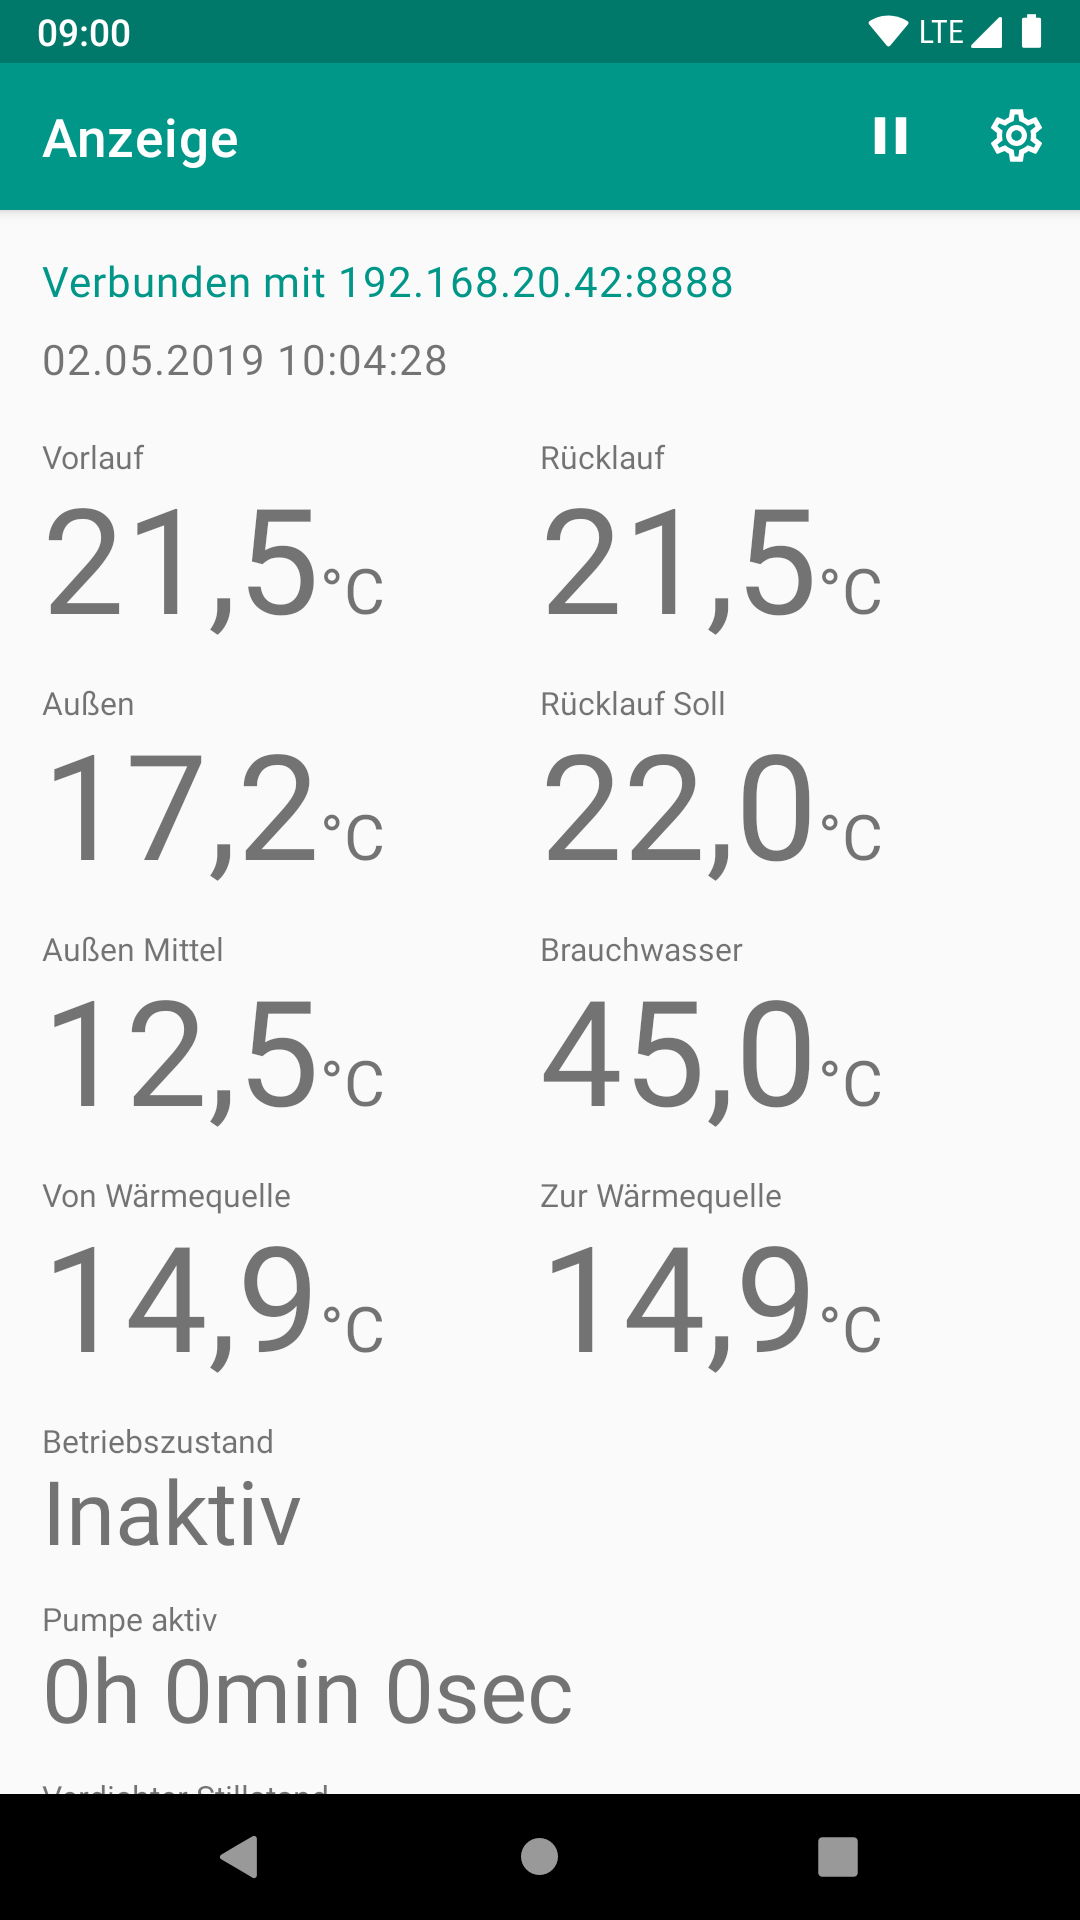 09:00 LTE
Anzeige
Verbunden mit 192.168.20.42:8888
02.05.2019 10:04:28
Vorlauf Rücklauf
21,5°C 21,5°C
Außen Rücklauf Soll
17,2°C 22,0°C
Außen Mittel Brauchwasser
12,5°C 45,0°C
Von Wärmequelle Zur Wärmequelle
14,9°C 14,9°C
Betriebszustand
Inaktiv
Pumpe aktiv
0h 0min 0sec
Verdichter Stillstand